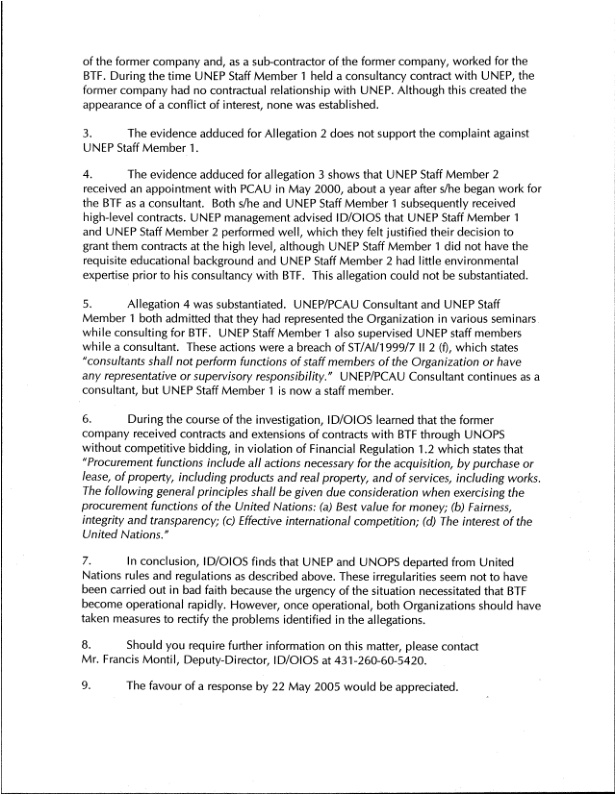 of the former company and, as a sub-contractor of the former company, worked for the
BTF. During the time UNEP Staff Member 1 held a consultancy contract with UNEP, the
former company had no contractual relationship with UNEP. Although this created the
appearance of a conflict of interest, none was established.
3. The evidence adduced for Allegation 2 does not support the complaint against
UNEP Staff Member 1.
4. The evidence adduced for allegation 3 shows that UNEP Staff Member 2
received an appointment with PCAU in May 2000, about a year after s/he began work for
the BTF as a consultant. Both s/he and UNEP Staff Member 1 subsequently received
high-level contracts. UNEP management advised ID/OIOS that UNEP Staff Member 1
and UNEP Staff Member 2 performed well, which they felt justified their decision to
grant them contracts at the high level, although UNEP Staff Member 1 did not have the
requisite educational background and UNEP Staff Member 2 had little environmental
expertise prior to his consultancy with BTF. This allegation could not be substantiated.
5. Allegation 4 was substantiated. UNEP/PCAU Consultant and UNEP Staff
Member 1 both admitted that they had represented the Organization in various seminars
while consulting for BTF. UNEP Staff Member 1 also supervised UNEP staff members
while a consultant. These actions were a breach of ST/AI/1999/7 II 2 (f), which states
"consultants shall not perform functions of staff members of the Organization or have
any representative or supervisory responsibility." UNEP/PCAU Consultant continues as a
consultant, but UNEP Staff Member 1 is now a staff member.
6. During the course of the investigation, ID/OIOS learned that the former
company received contracts and extensions of contracts with BTF through UNOPS
without competitive bidding, in violation of Financial Regulation 1.2 which states that
"Procurement functions include all actions necessary for the acquisition, by purchase or
lease, of property, including products and real property, and of services, including works.
The following general principles shall be given due consideration when exercising the
procurement functions of the United Nations: (a) Best value for money; (b) Fairness,
integrity and transparency; (c) Effective international competition; (d) The interest of the
United Nations."
7. In conclusion, ID/OIOS finds that UNEP and UNOPS departed from United
Nations rules and regulations as described above. These irregularities seem not to have
been carried out in bad faith because the urgency of the situation necessitated that BTF
become operational rapidly. However, once operational, both Organizations should have
taken measures to rectify the problems identified in the allegations.
8. Should you require further information on this matter, please contact
Mr. Francis Montil, Deputy-Director, ID/OIOS at 431-260-60-5420.
9. The favour of a response by 22 May 2005 would be appreciated.